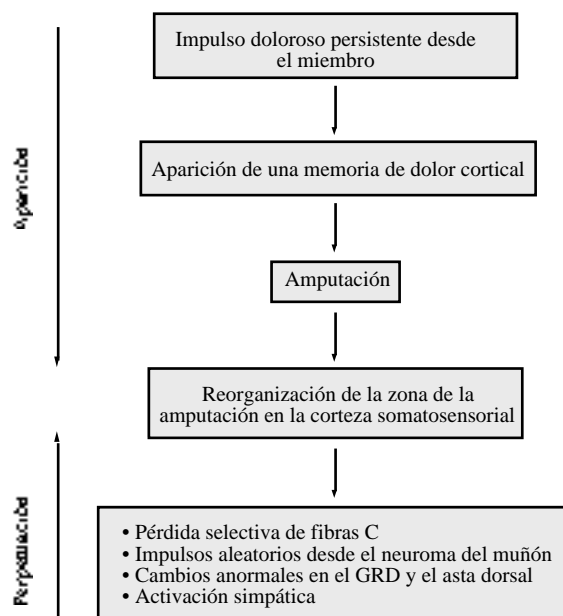 Impulso doloroso persistente desde
el miembro
Aparición de una memoria de dolor cortical
Amputación
Reorganización de la zona de la
amputación en la corteza somatosensorial
• Pérdida selectiva de fibras C
• Impulsos aleatorios desde el neuroma del muñón
• Cambios anormales en el GRD y el asta dorsal
• Activación simpática
Aparición
Perpetuación